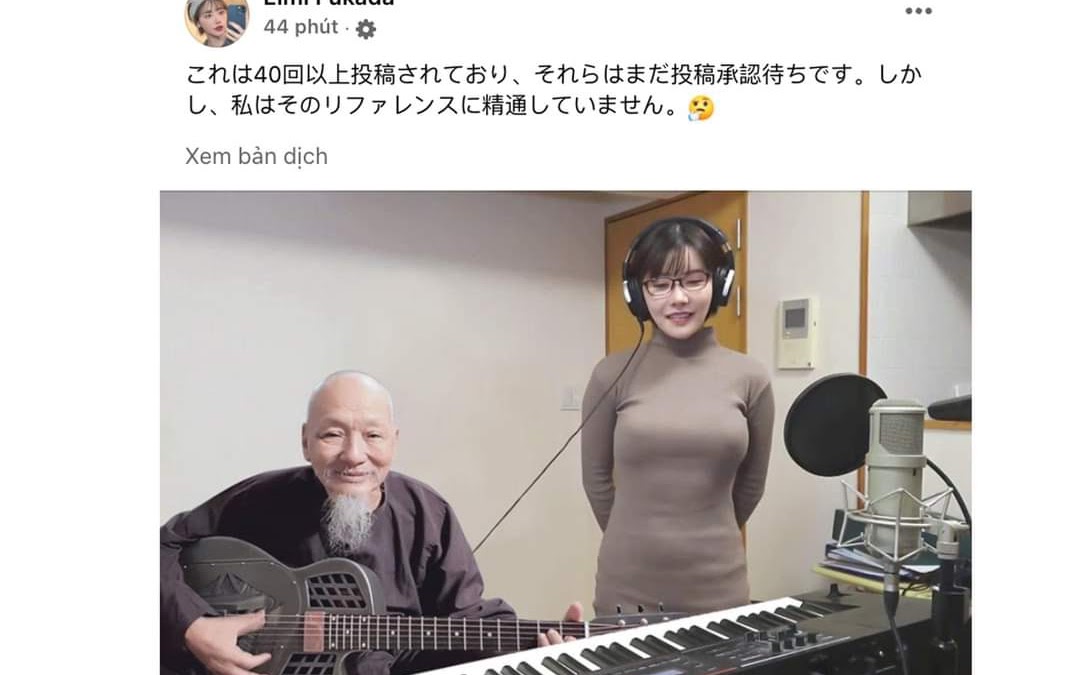 Eimi Fukada
44 phút ·
これは40回以上投稿されており、それらはまだ投稿承認待ちです。しか
し、私はそのリファレンスに精通していません。🤔
Xem bản dịch